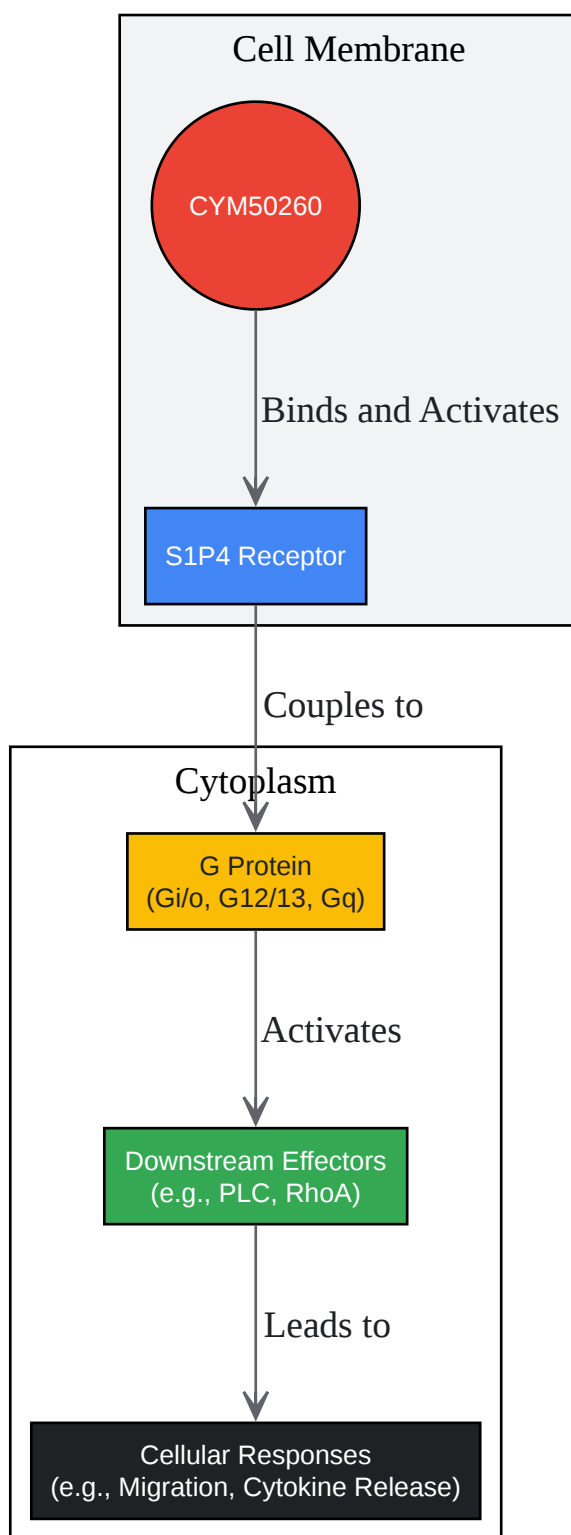 Cell Membrane
CYM50260
Binds and Activates
S1P4 Receptor
Couples to
Cytoplasm
G Protein
(Gi/o, G12/13, Gq)
Activates
Downstream Effectors
(e.g., PLC, RhoA)
Leads to
Cellular Responses
(e.g., Migration, Cytokine Release)